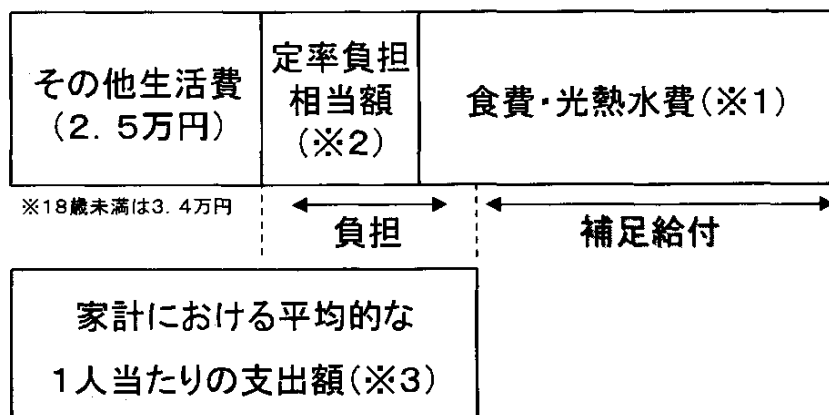 その他生活費
(2.5万円)
定率負担
相当額
(※2)
食費・光熱水費(※1)
※18歳未満は3.4万円
負担
補足給付
家計における平均的な
1人当たりの支出額(※3)